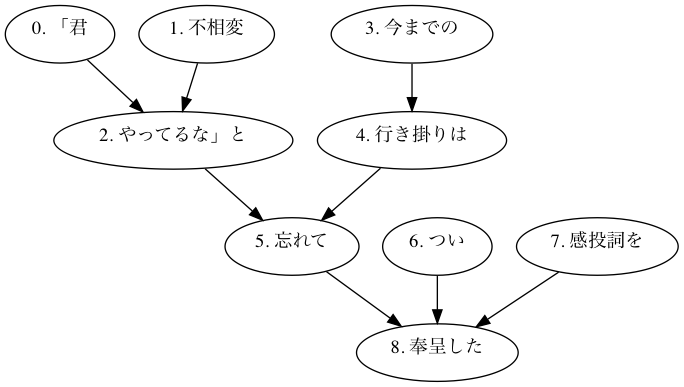 0. 「君
1. 不相変
3. 今までの
2. やってるな」と
4. 行き掛りは
5. 忘れて
6. つい
7. 感投詞を
8. 奉呈した